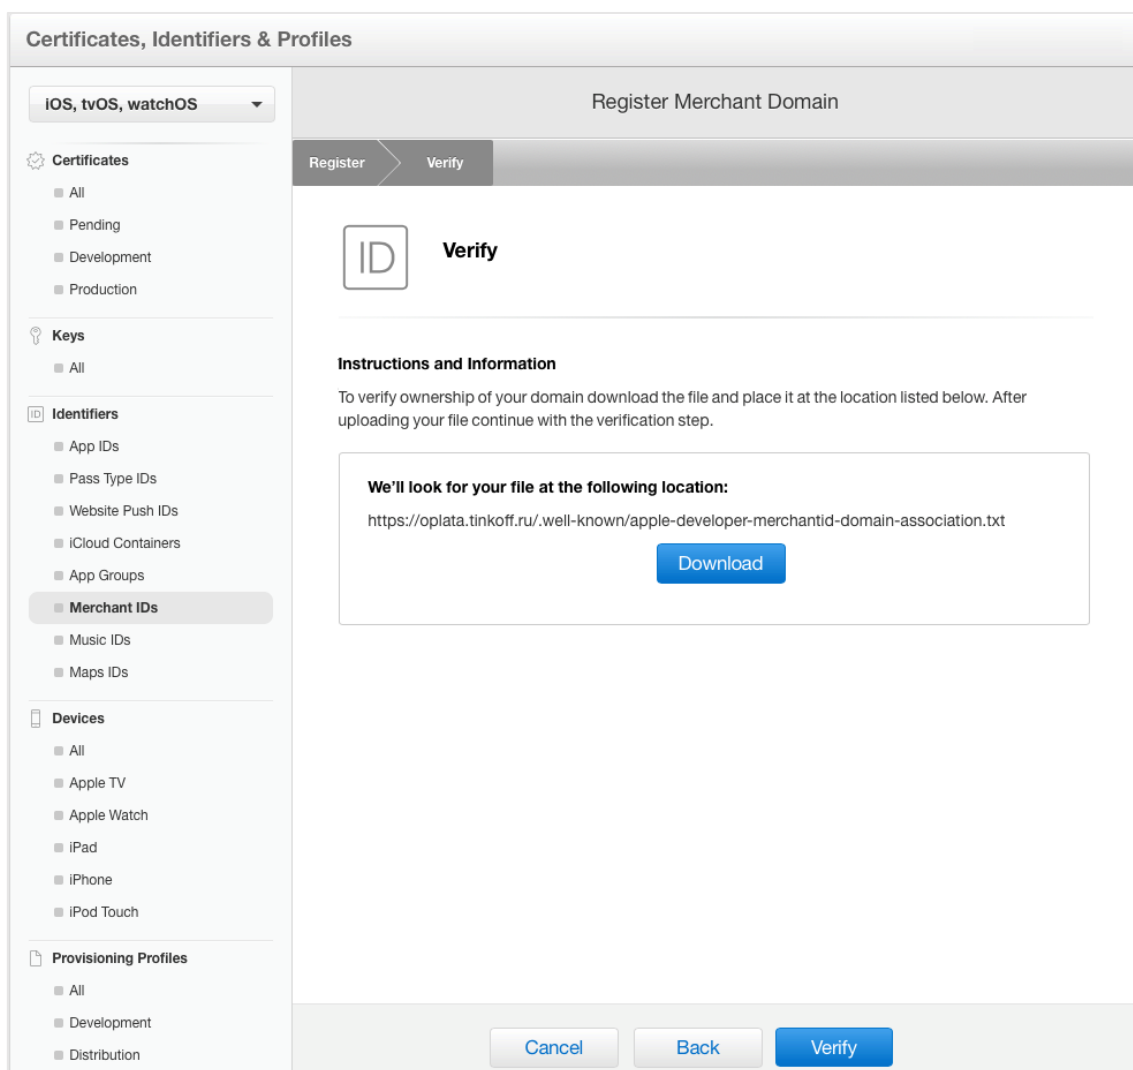 Certificates, Identifiers & Profiles
iOS, tvOS, watchOS
Certificates
All
Pending
Development
Production
Keys
All
ID
Identifiers
App IDs
Pass Type IDs
Website Push IDs
iCloud Containers
App Groups
Merchant IDs
Music IDs
Maps IDs
Devices
All
Apple TV
Apple Watch
iPad
iPhone
iPod Touch
Provisioning Profiles
All
Development
Distribution
Register Merchant Domain
Register
Verify
ID
Verify
Instructions and Information
To verify ownership of your domain download the file and place it at the location listed below. After
uploading your file continue with the verification step.
We'll look for your file at the following location:
https://oplata.tinkoff.ru/.well-known/apple-developer-merchantid-domain-association.txt
Download
Cancel
Back
Verify